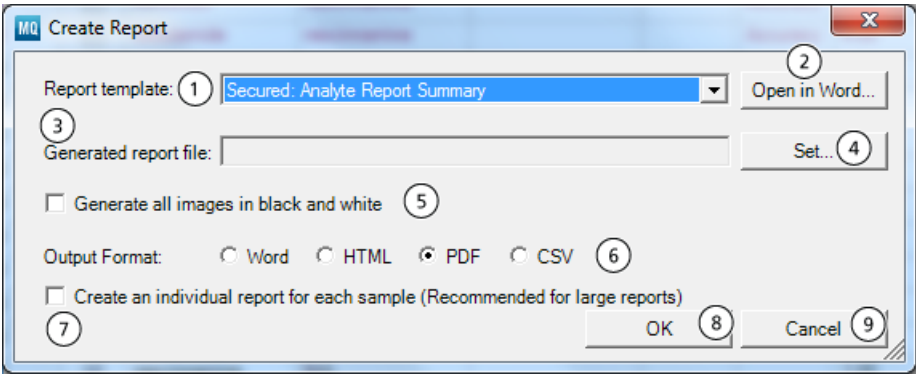 MQ Create Report X
2
Report template: 1 Secured: Analyte Report Summary Open in Word...
3
Generated report file: Set... 4
Generate all images in black and white 5
Output Format: Word HTML PDF CSV 6
Create an individual report for each sample (Recommended for large reports)
7 OK 8 Cancel 9